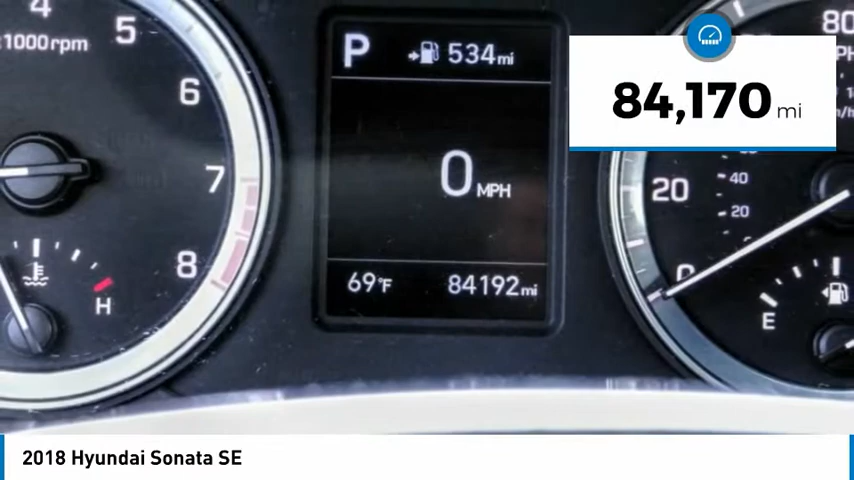 4
5
x1000rpm
6
7
8
H
P 534mi
0 MPH
69°F 84192mi
84,170 mi
80
20
40
20
0
E
2018 Hyundai Sonata SE